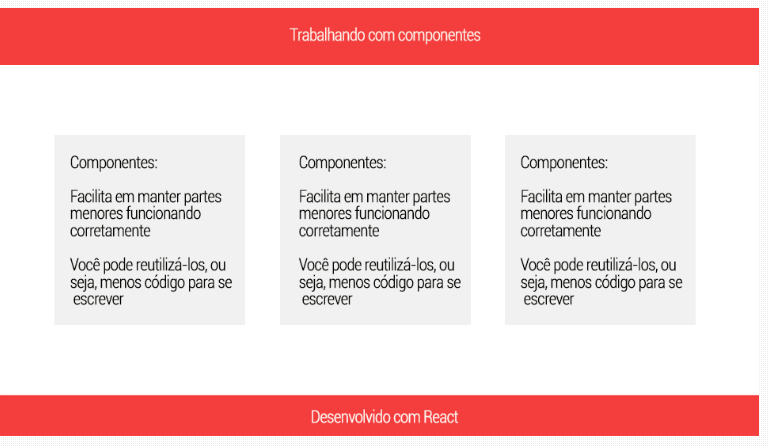 Trabalhando com componentes
Componentes:
Facilita em manter partes
menores funcionando
corretamente
Você pode reutilizá-los, ou
seja, menos código para se
escrever
Componentes:
Facilita em manter partes
menores funcionando
corretamente
Você pode reutilizá-los, ou
seja, menos código para se
escrever
Componentes:
Facilita em manter partes
menores funcionando
corretamente
Você pode reutilizá-los, ou
seja, menos código para se
escrever
Desenvolvido com React